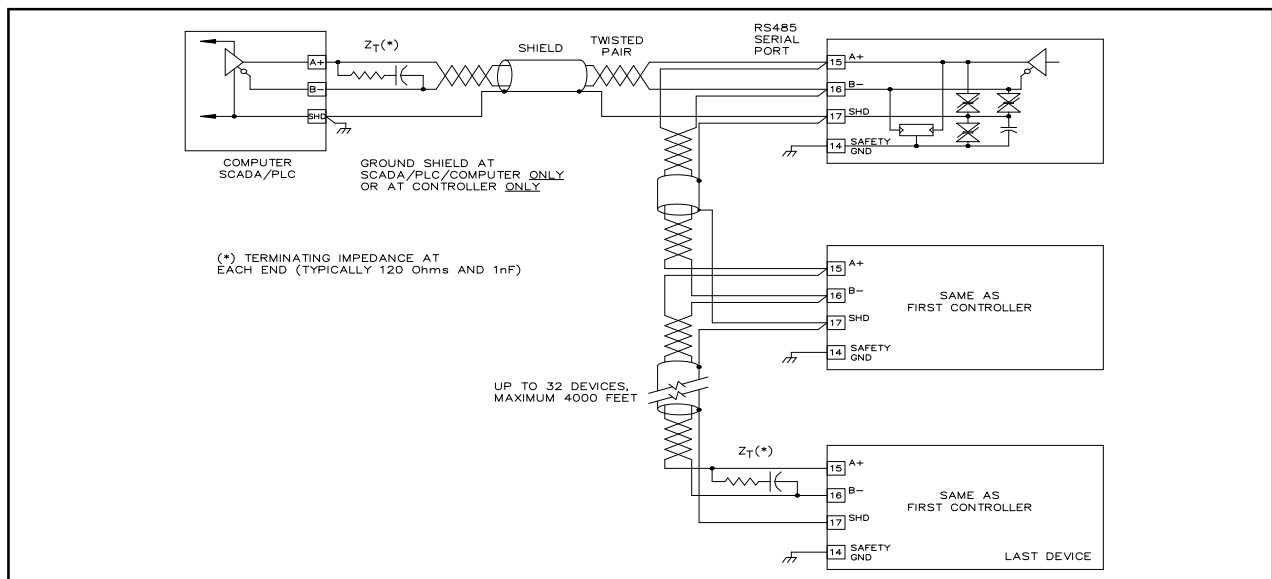 Z_T(*)
SHIELD
TWISTED
PAIR
RS485
SERIAL
PORT
A+
B-
SHD
15 A+
16 B-
17 SHD
14 SAFETY
GND
COMPUTER
SCADA/PLC
GROUND SHIELD AT
SCADA/PLC/COMPUTER ONLY
OR AT CONTROLLER ONLY
(*) TERMINATING IMPEDANCE AT
EACH END (TYPICALLY 120 Ohms AND 1nF)
15 A+
16 B-
17 SHD
14 SAFETY
GND
SAME AS
FIRST CONTROLLER
UP TO 32 DEVICES,
MAXIMUM 4000 FEET
Z_T(*)
15 A+
16 B-
17 SHD
14 SAFETY
GND
SAME AS
FIRST CONTROLLER
LAST DEVICE